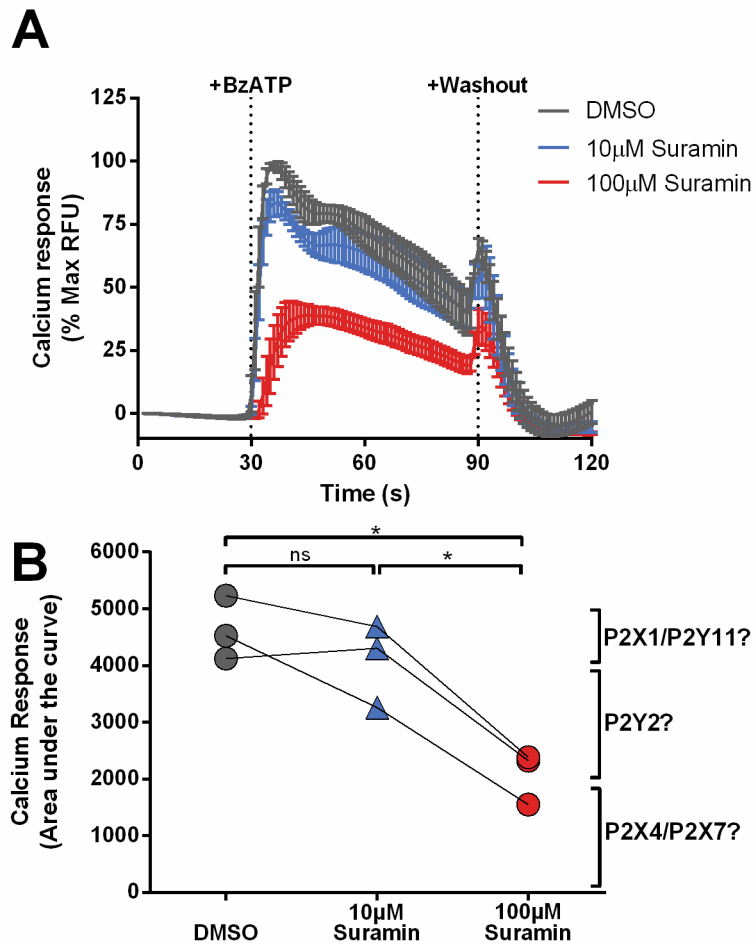 A
+BzATP
+Washout
125
100
75
50
25
0
Calcium response
(% Max RFU)
0
30
60
90
120
Time (s)
DMSO
10μM Suramin
100μM Suramin
B
*
ns
*
6000
5000
4000
3000
2000
1000
0
Calcium Response
(Area under the curve)
P2X1/P2Y11?
P2Y2?
P2X4/P2X7?
DMSO
10μM
Suramin
100μM
Suramin